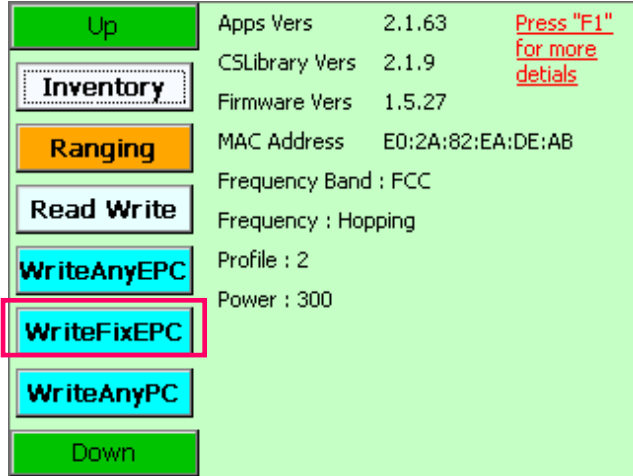 Up
Inventory
Ranging
Read Write
WriteAnyEPC
WriteFixEPC
WriteAnyPC
Down
Apps Vers 2.1.63
CSLibrary Vers 2.1.9
Firmware Vers 1.5.27
MAC Address E0:2A:82:EA:DE:AB
Frequency Band : FCC
Frequency : Hopping
Profile : 2
Power : 300
Press "F1"
for more
detials